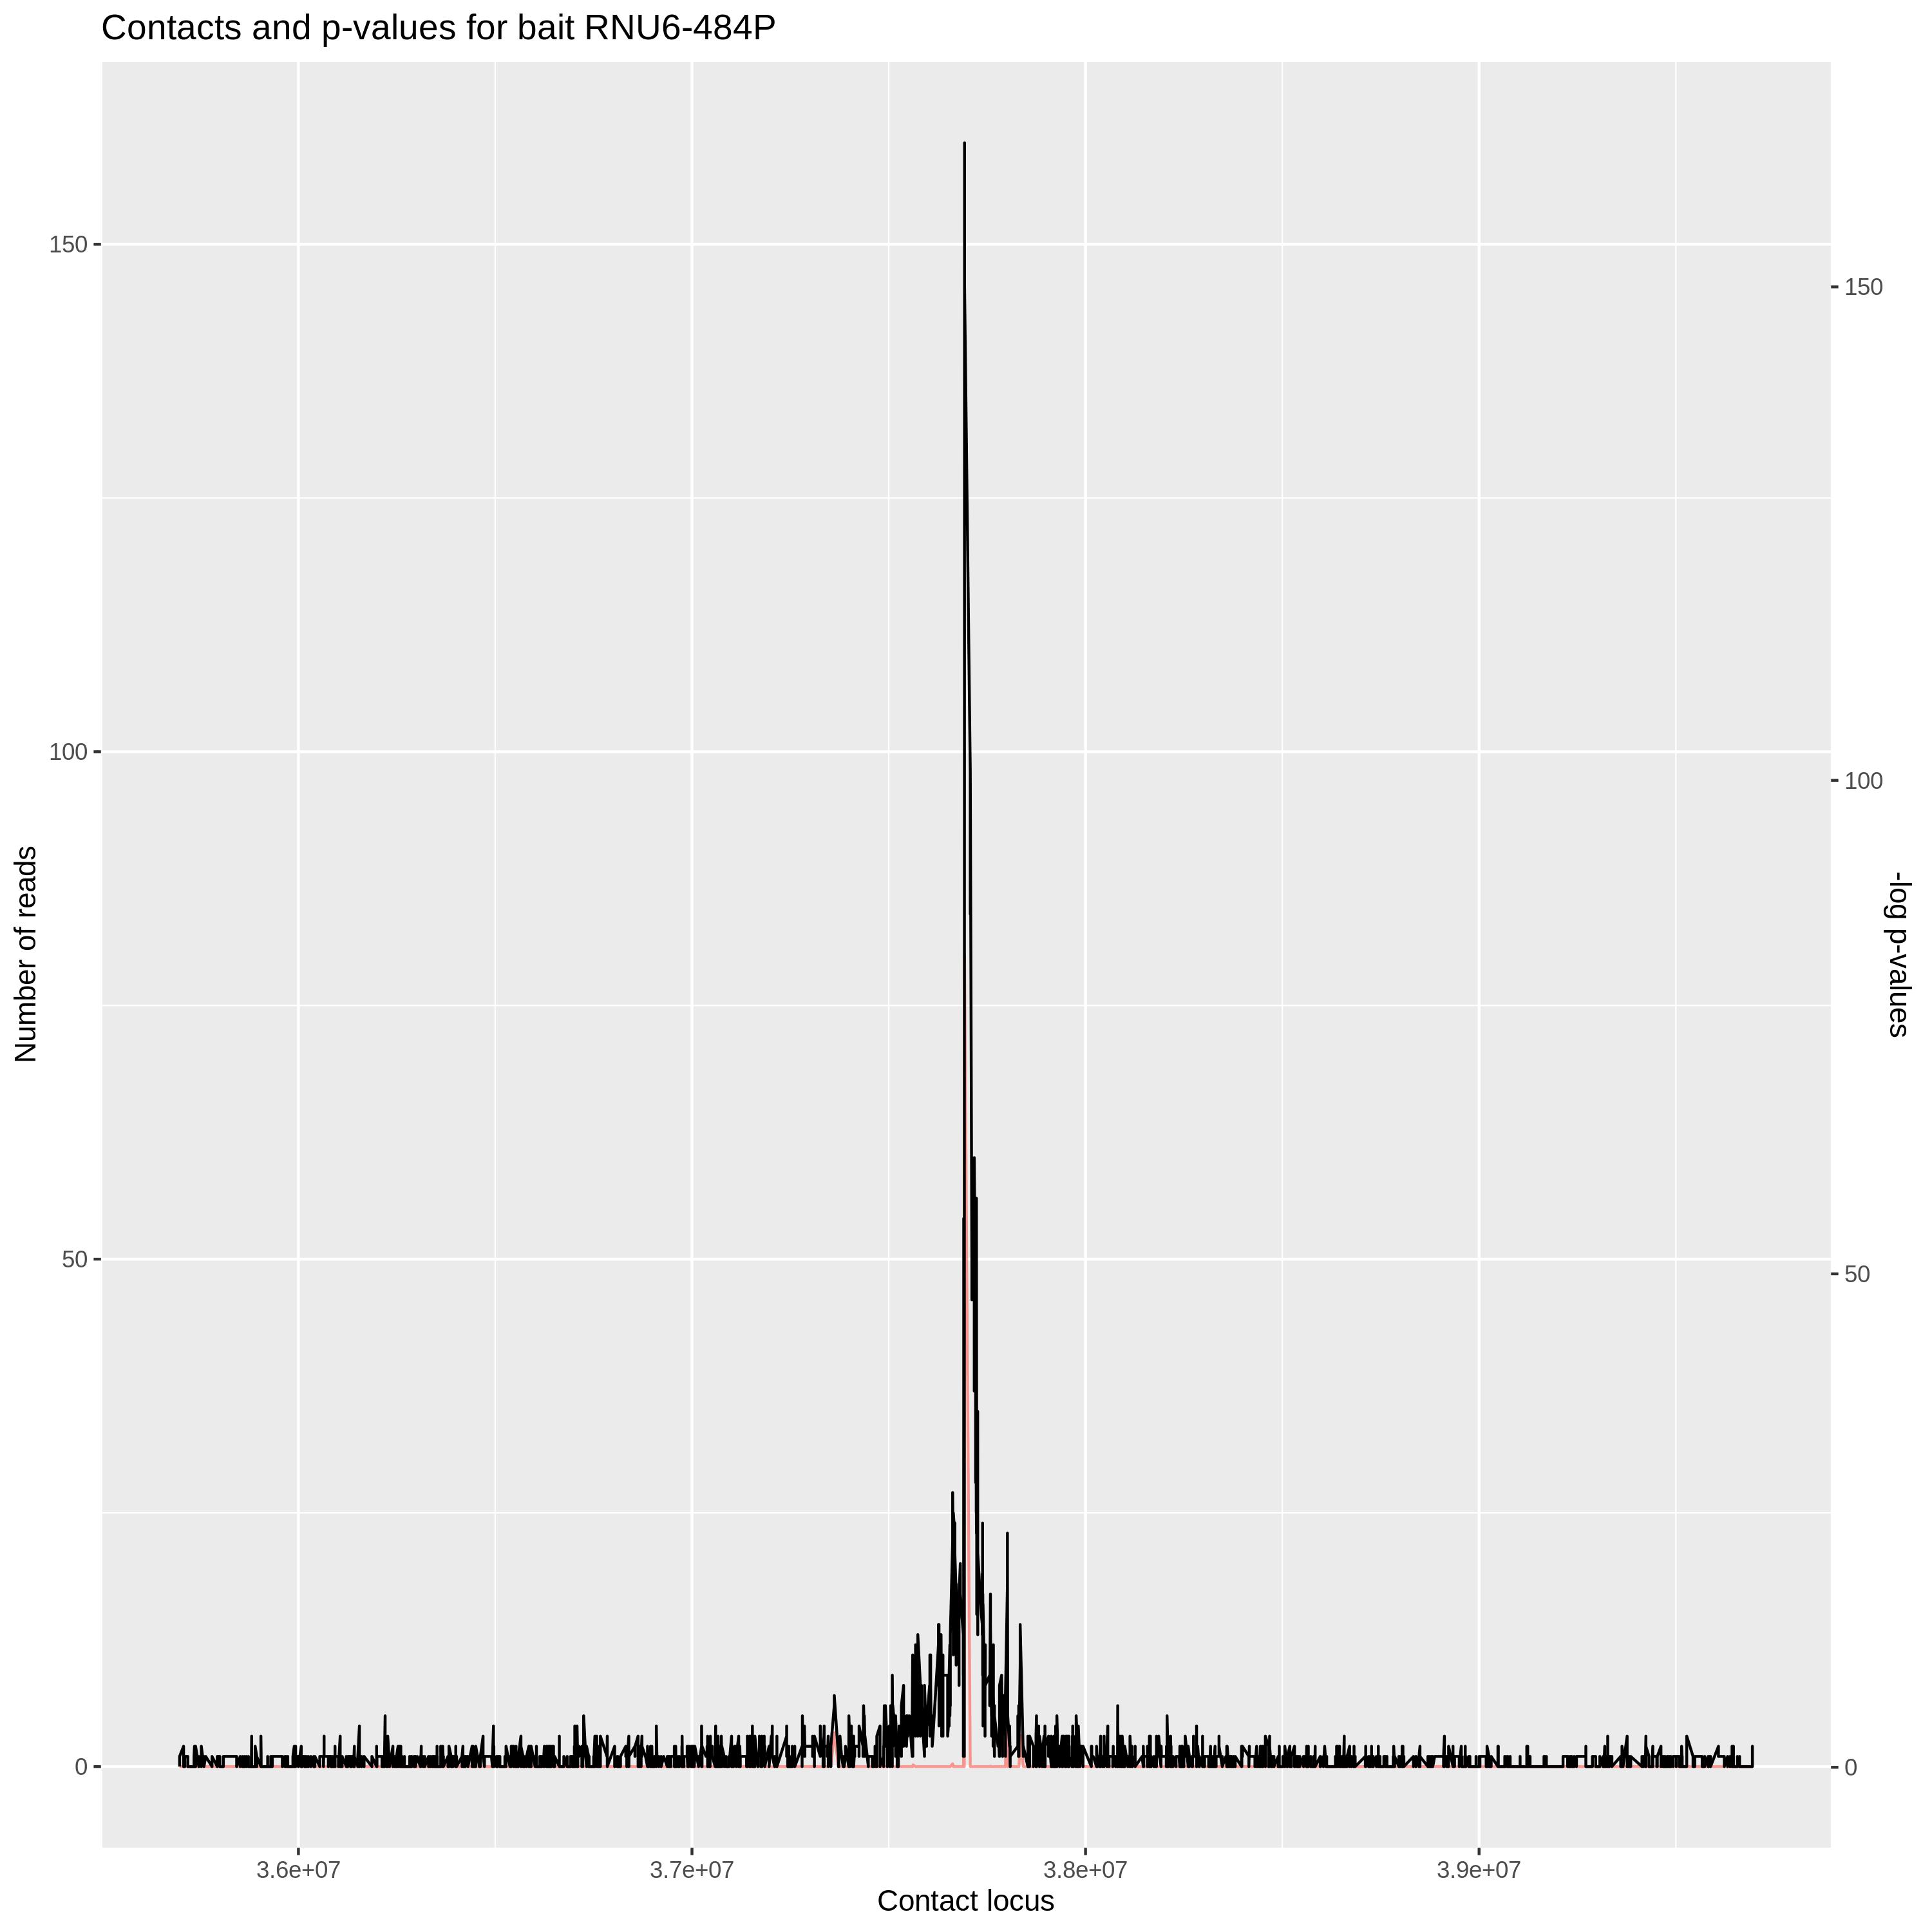 Contacts and p-values for bait RNU6-484P
150
100
50
0
Number of reads
150
100
50
0
-log p-values
3.6e+07 3.7e+07 3.8e+07 3.9e+07
Contact locus